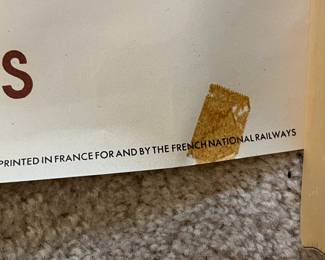 S
PRINTED IN FRANCE FOR AND BY THE FRENCH NATIONAL RAILWAYS